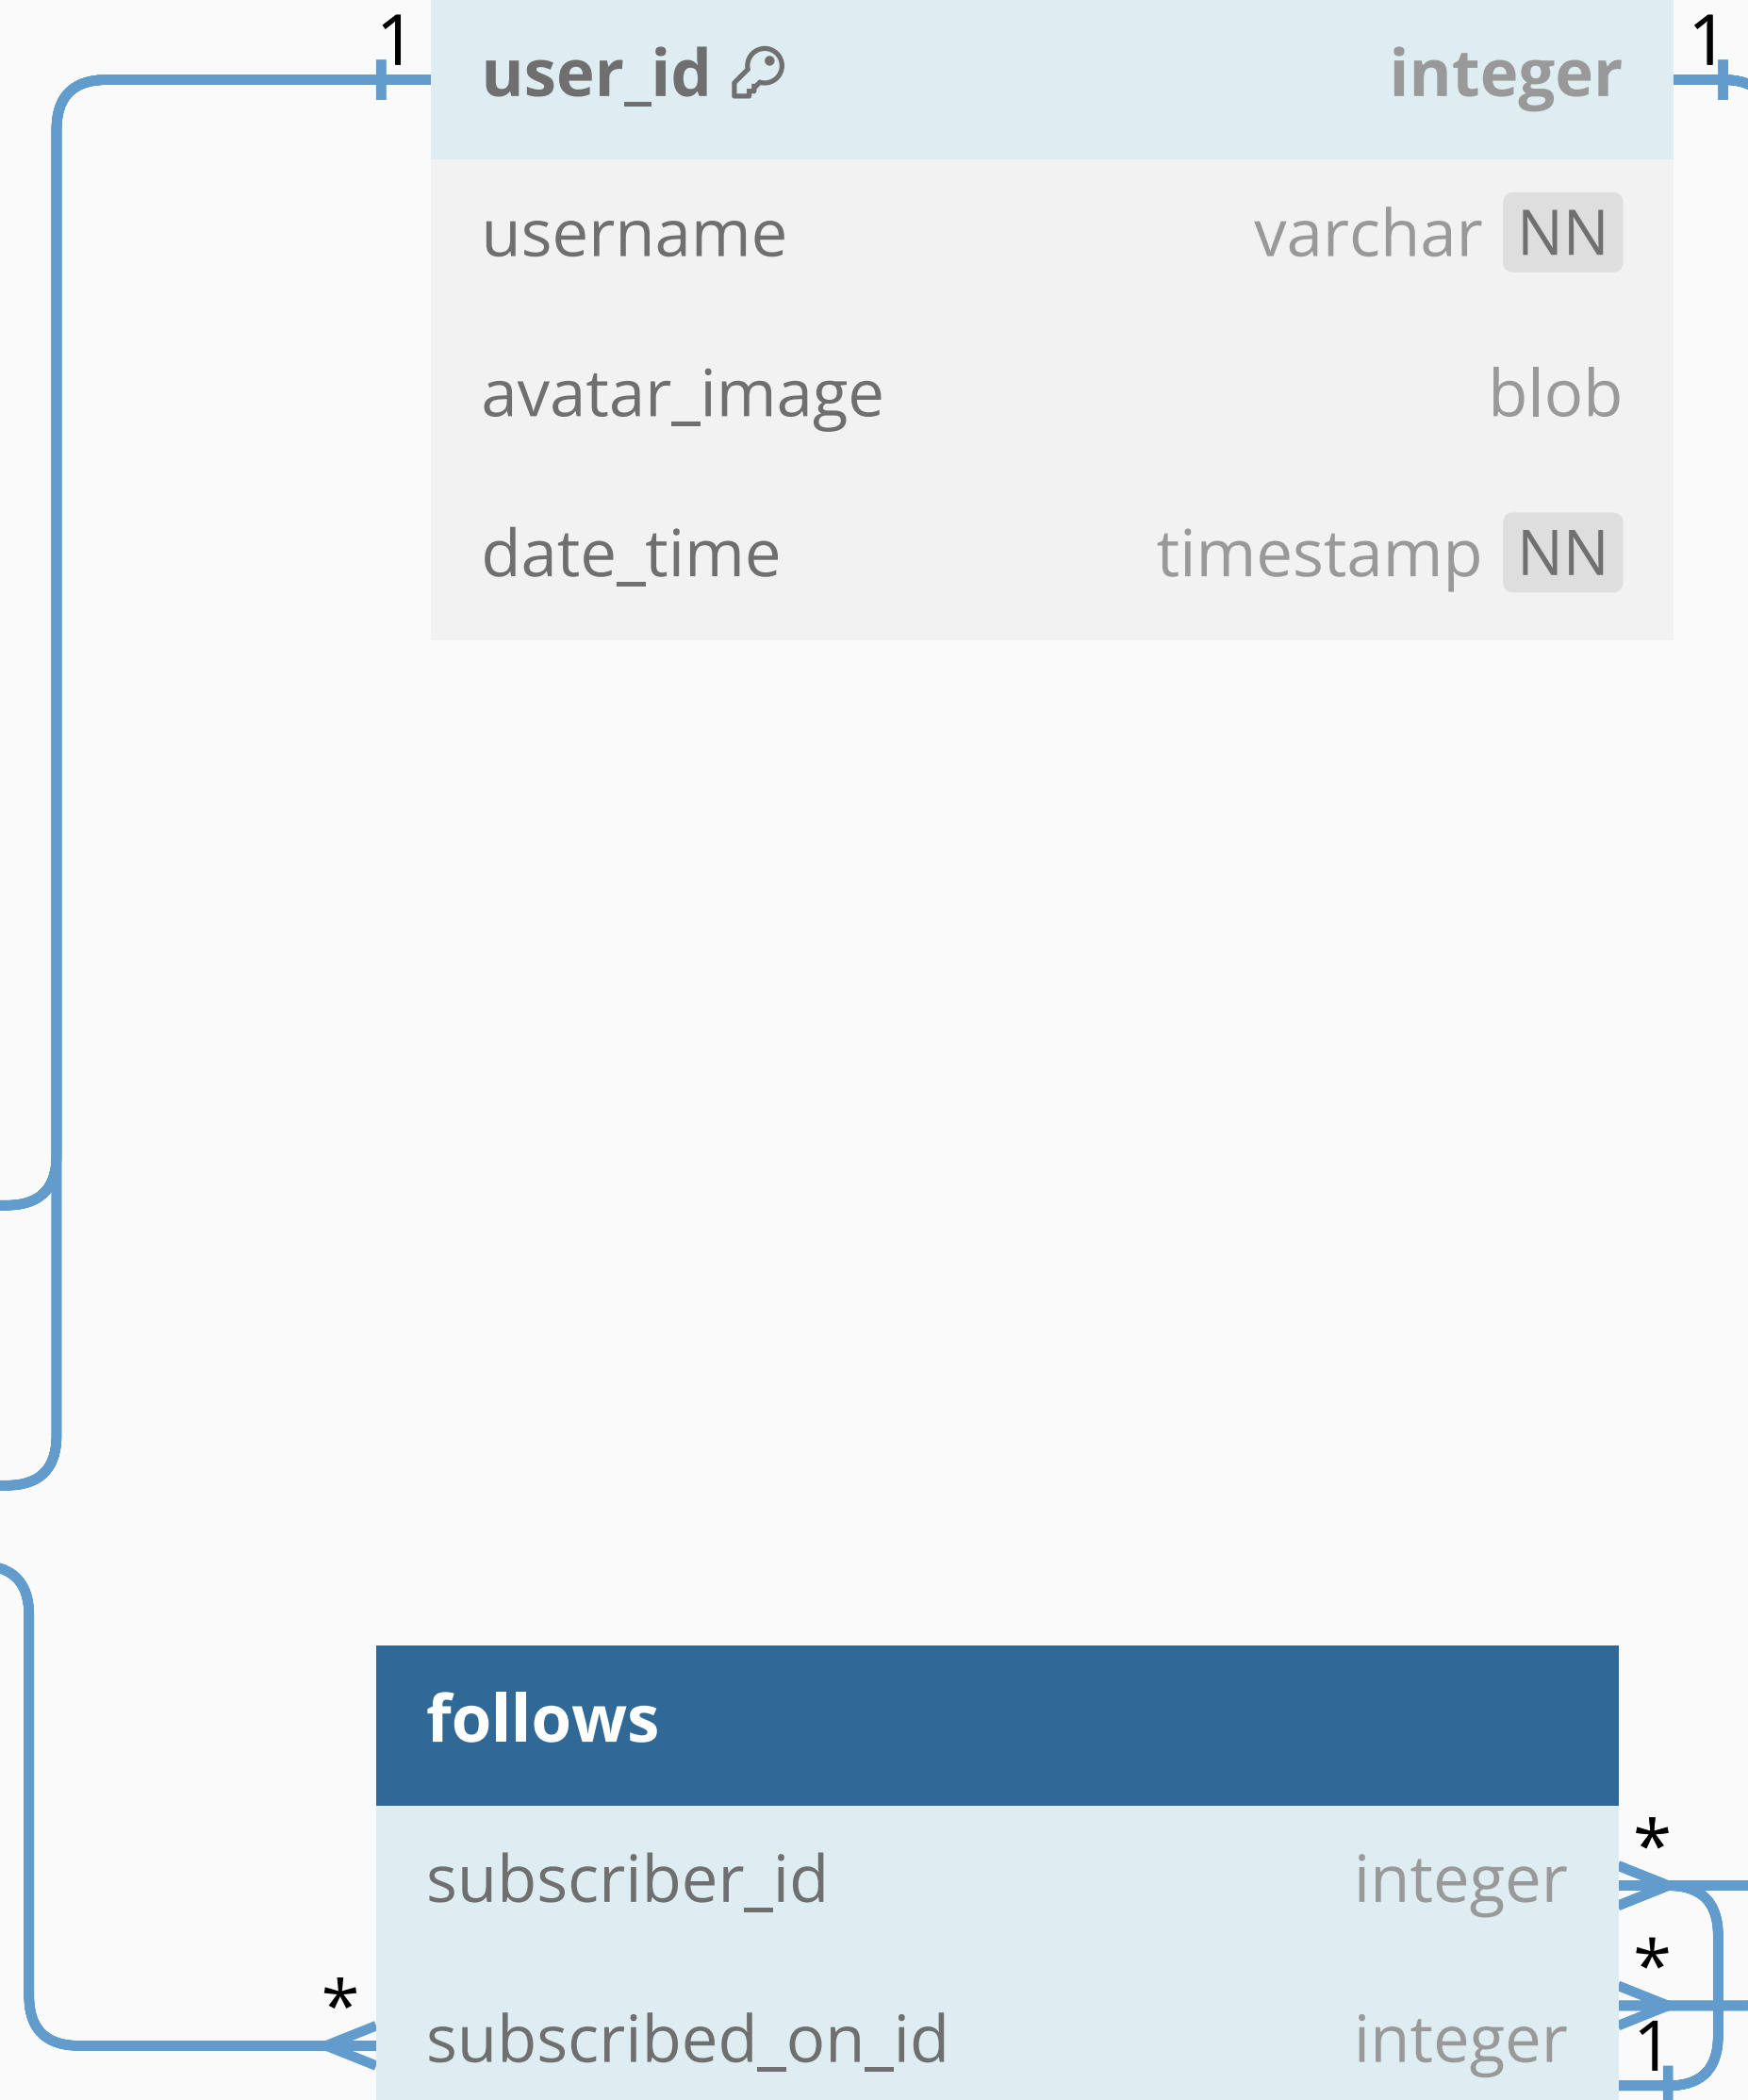 1 user_id integer 1
username varchar NN
avatar_image blob
date_time timestamp NN
follows
subscriber_id integer *
*
* subscribed_on_id integer 1